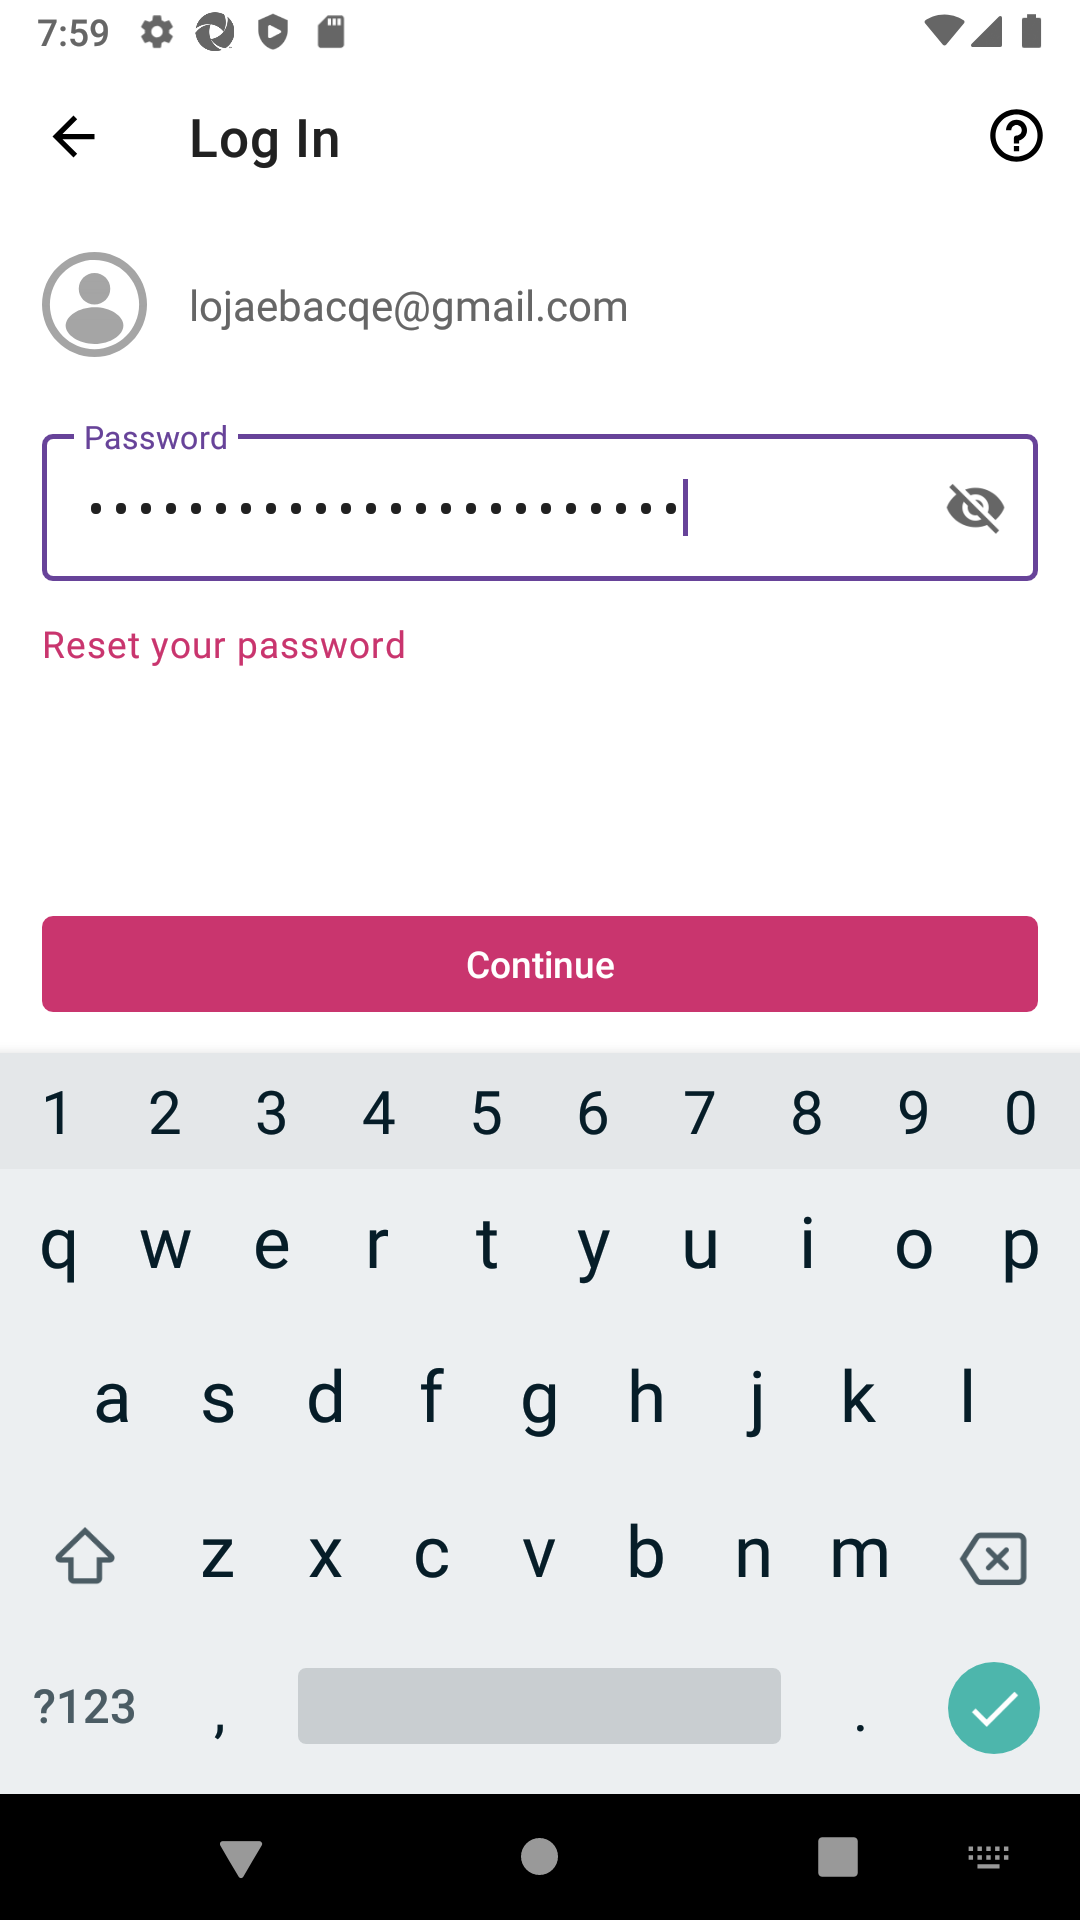 7:59
Log In
lojaebacqe@gmail.com
Password
••••••••••••••••••••••••
Reset your password
Continue
1 2 3 4 5 6 7 8 9 0
q w e r t y u i o p
a s d f g h j k l
z x c v b n m
?123 , .